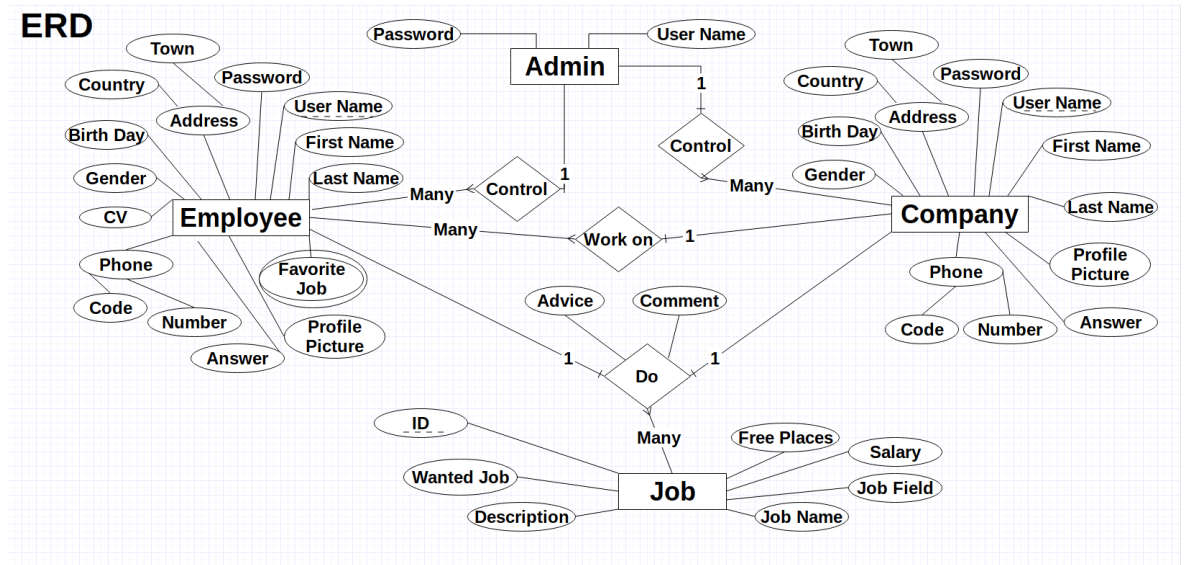 ERD
Password
User Name
Admin
Town
Country
Password
User Name
Address
Birth Day
First Name
Gender
Last Name
CV
Employee
Phone
Code
Number
Answer
Favorite
Job
Profile
Picture
1
Control
Many
1
Control
Many
Many
Work on
1
Town
Country
Password
User Name
Address
Birth Day
First Name
Gender
Last Name
Company
Phone
Code
Number
Profile
Picture
Answer
Advice
Comment
1
Do
1
Many
ID
Wanted Job
Description
Job
Free Places
Salary
Job Field
Job Name